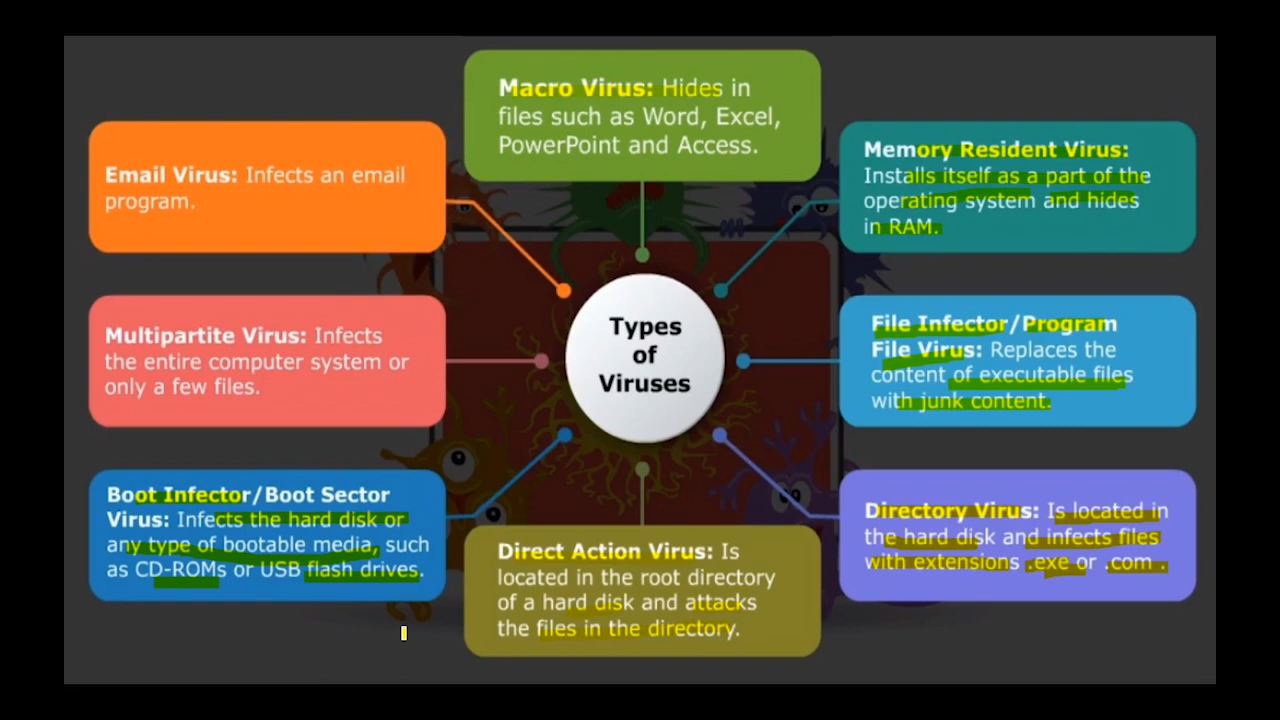 Macro Virus: Hides in
files such as Word, Excel,
PowerPoint and Access.
Email Virus: Infects an email
program.
Memory Resident Virus:
Installs itself as a part of the
operating system and hides
in RAM.
Types
of
Viruses
Multipartite Virus: Infects
the entire computer system or
only a few files.
File Infector/Program
File Virus: Replaces the
content of executable files
with junk content.
Boot Infector/Boot Sector
Virus: Infects the hard disk or
any type of bootable media, such
as CD-ROMs or USB flash drives.
Direct Action Virus: Is
located in the root directory
of a hard disk and attacks
the files in the directory.
Directory Virus: Is located in
the hard disk and infects files
with extensions .exe or .com .